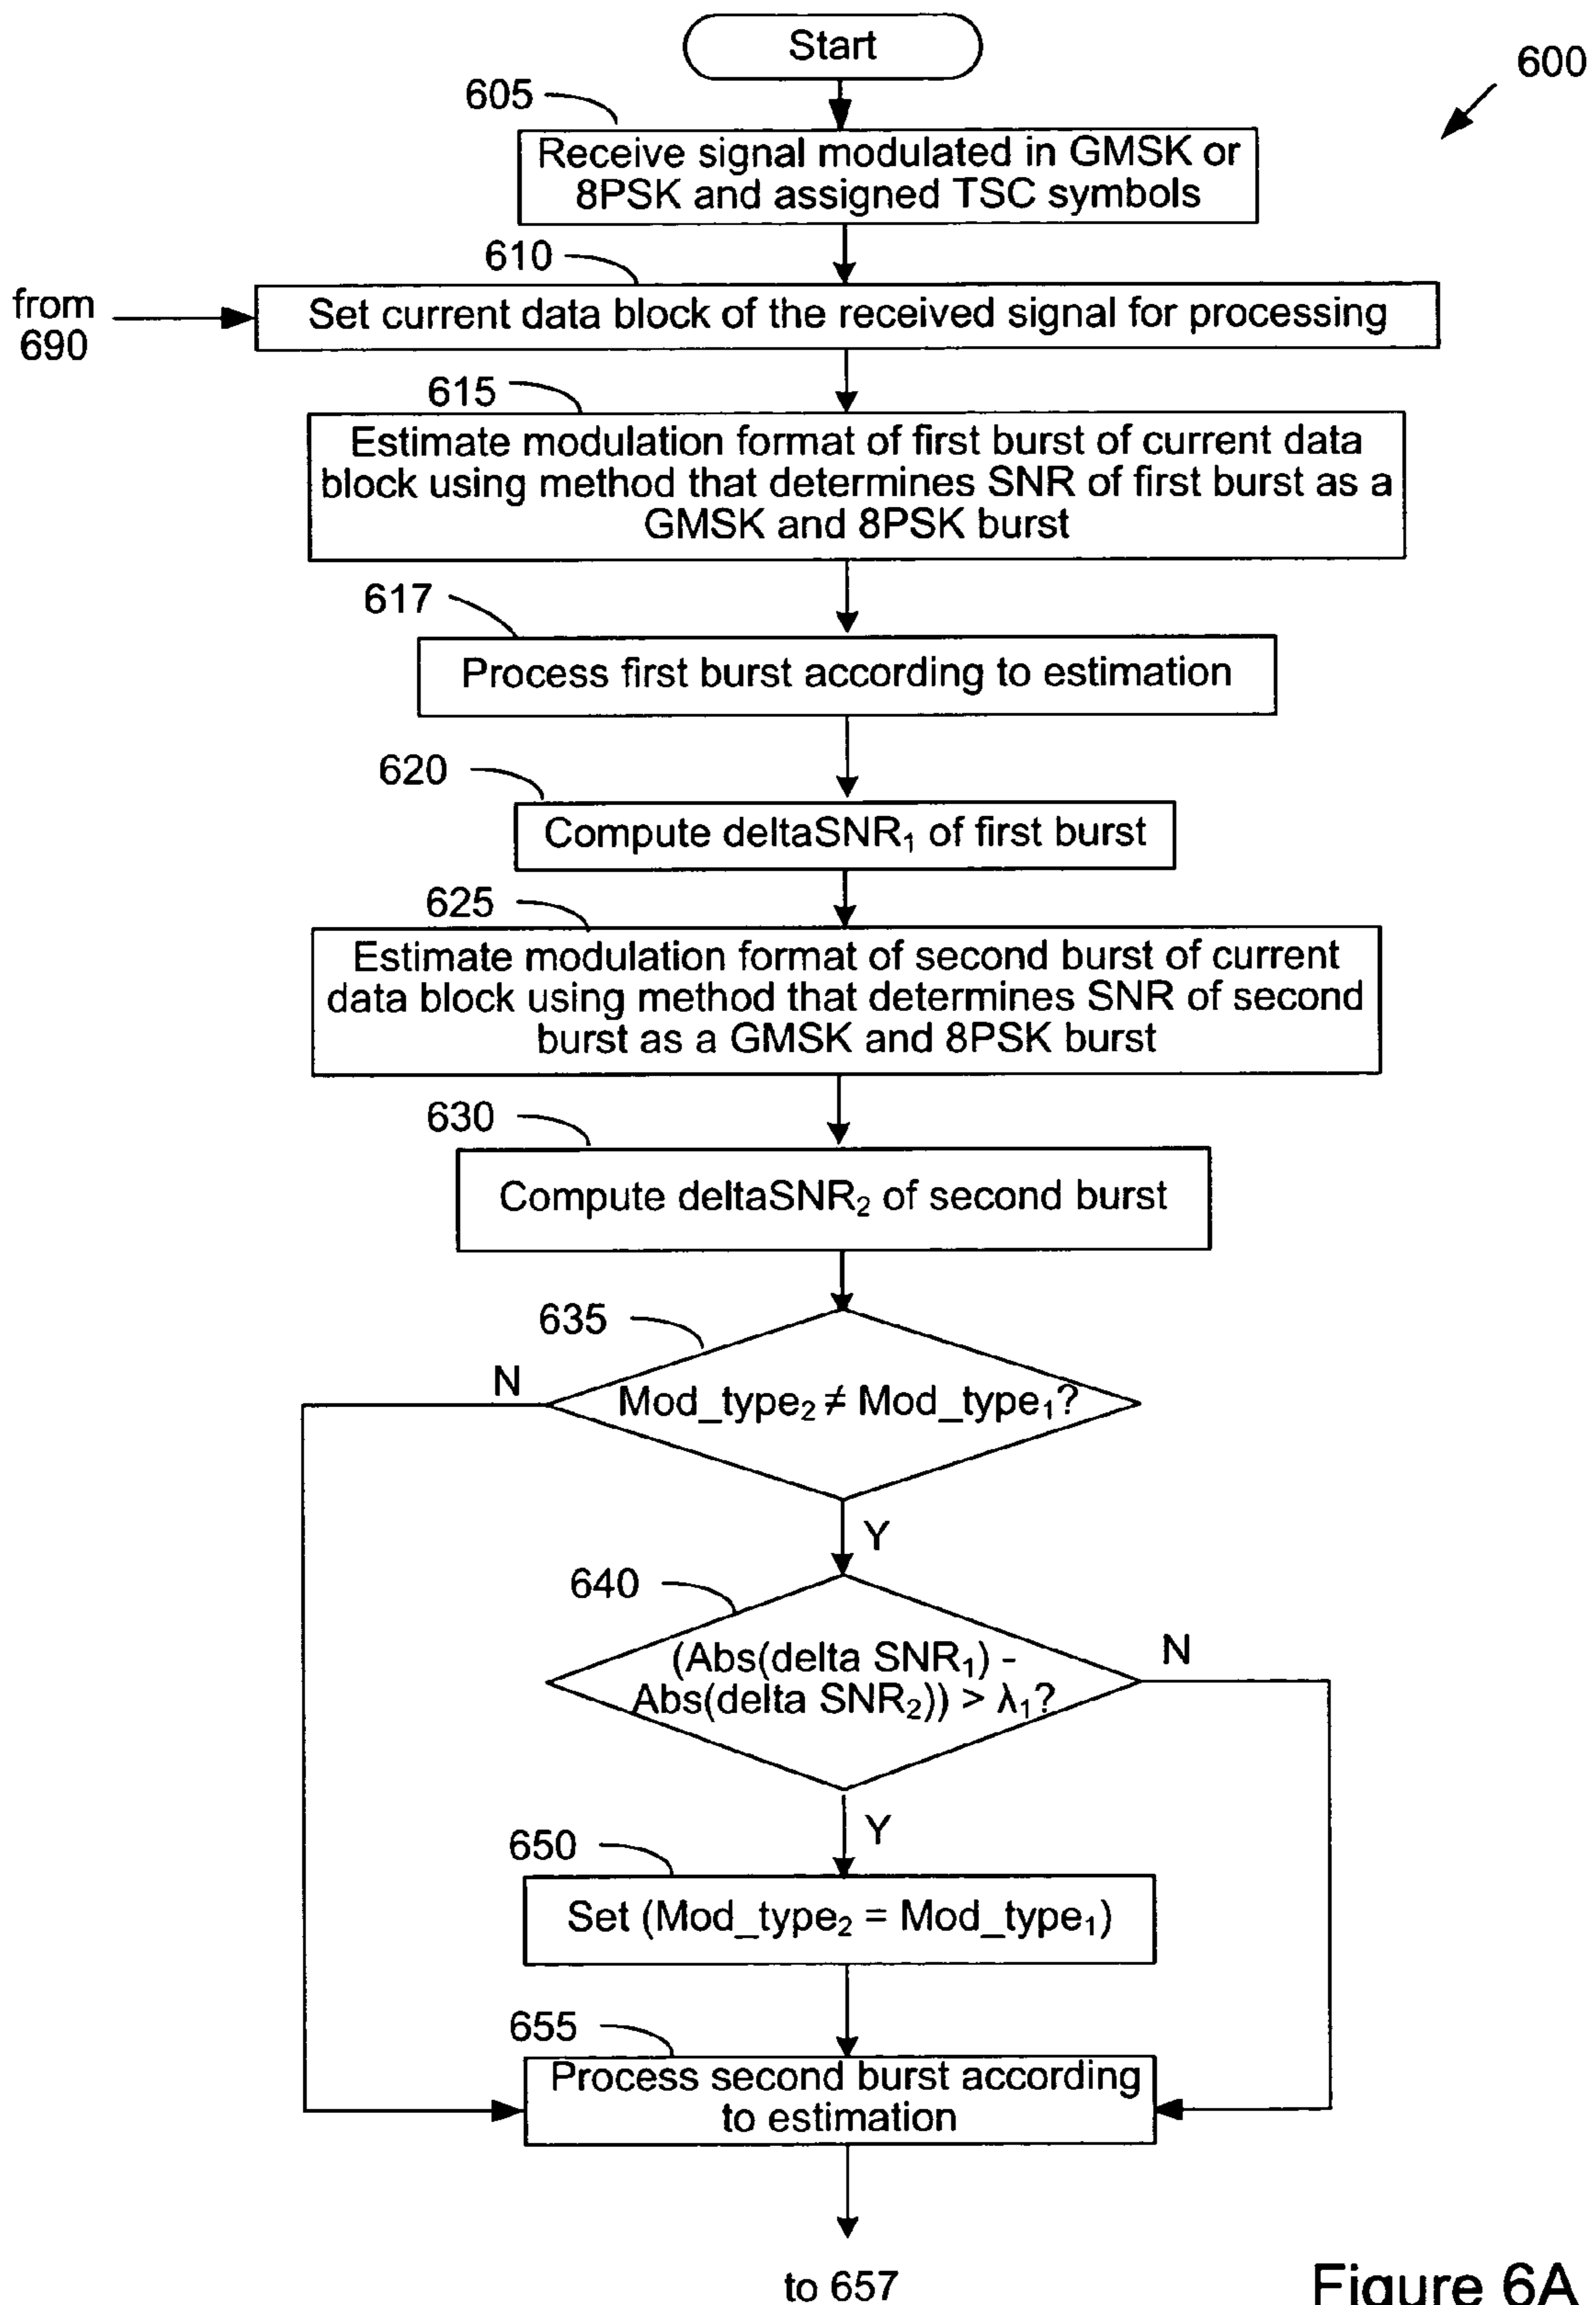 Start
600
605
Receive signal modulated in GMSK or
8PSK and assigned TSC symbols
610
from
690
Set current data block of the received signal for processing
615
Estimate modulation format of first burst of current data
block using method that determines SNR of first burst as a
GMSK and 8PSK burst
617
Process first burst according to estimation
620
Compute deltaSNR₁ of first burst
625
Estimate modulation format of second burst of current
data block using method that determines SNR of second
burst as a GMSK and 8PSK burst
630
Compute deltaSNR₂ of second burst
635
N
Mod_type₂ ≠ Mod_type₁?
Y
640
(Abs(delta SNR₁) -
Abs(delta SNR₂)) > λ₁?
N
Y
650
Set (Mod_type₂ = Mod_type₁)
655
Process second burst according
to estimation
to 657
Figure 6A